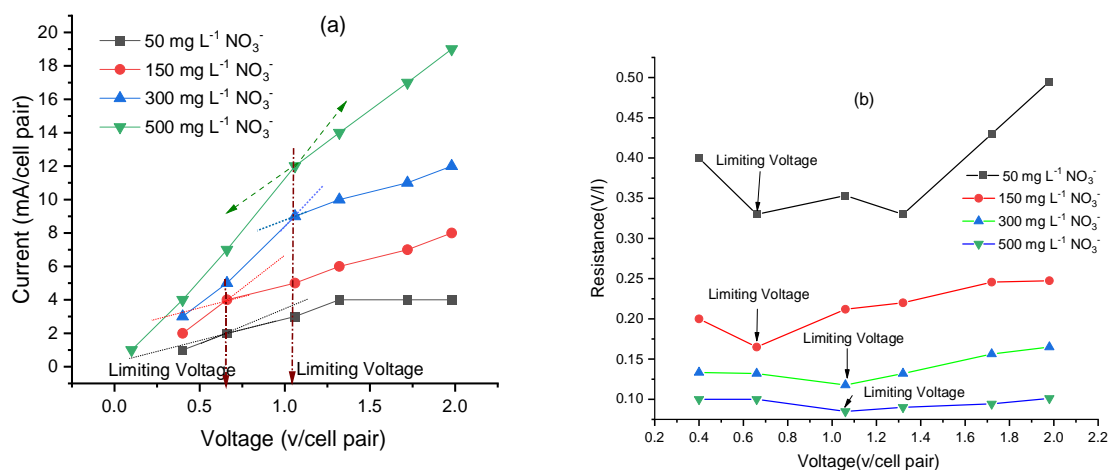 (a)
50 mg L⁻¹ NO₃⁻
150 mg L⁻¹ NO₃⁻
300 mg L⁻¹ NO₃⁻
500 mg L⁻¹ NO₃⁻
20
18
16
14
12
10
8
6
4
2
0
Current (mA/cell pair)
Limiting Voltage
Limiting Voltage
0.0 0.5 1.0 1.5 2.0
Voltage (v/cell pair)
(b)
0.50
0.45
0.40
0.35
0.30
0.25
0.20
0.15
0.10
Resistance(V/I)
Limiting Voltage
50 mg L⁻¹ NO₃⁻
150 mg L⁻¹ NO₃⁻
300 mg L⁻¹ NO₃⁻
500 mg L⁻¹ NO₃⁻
Limiting Voltage
Limiting Voltage
Limiting Voltage
0.2 0.4 0.6 0.8 1.0 1.2 1.4 1.6 1.8 2.0 2.2
Voltage(v/cell pair)